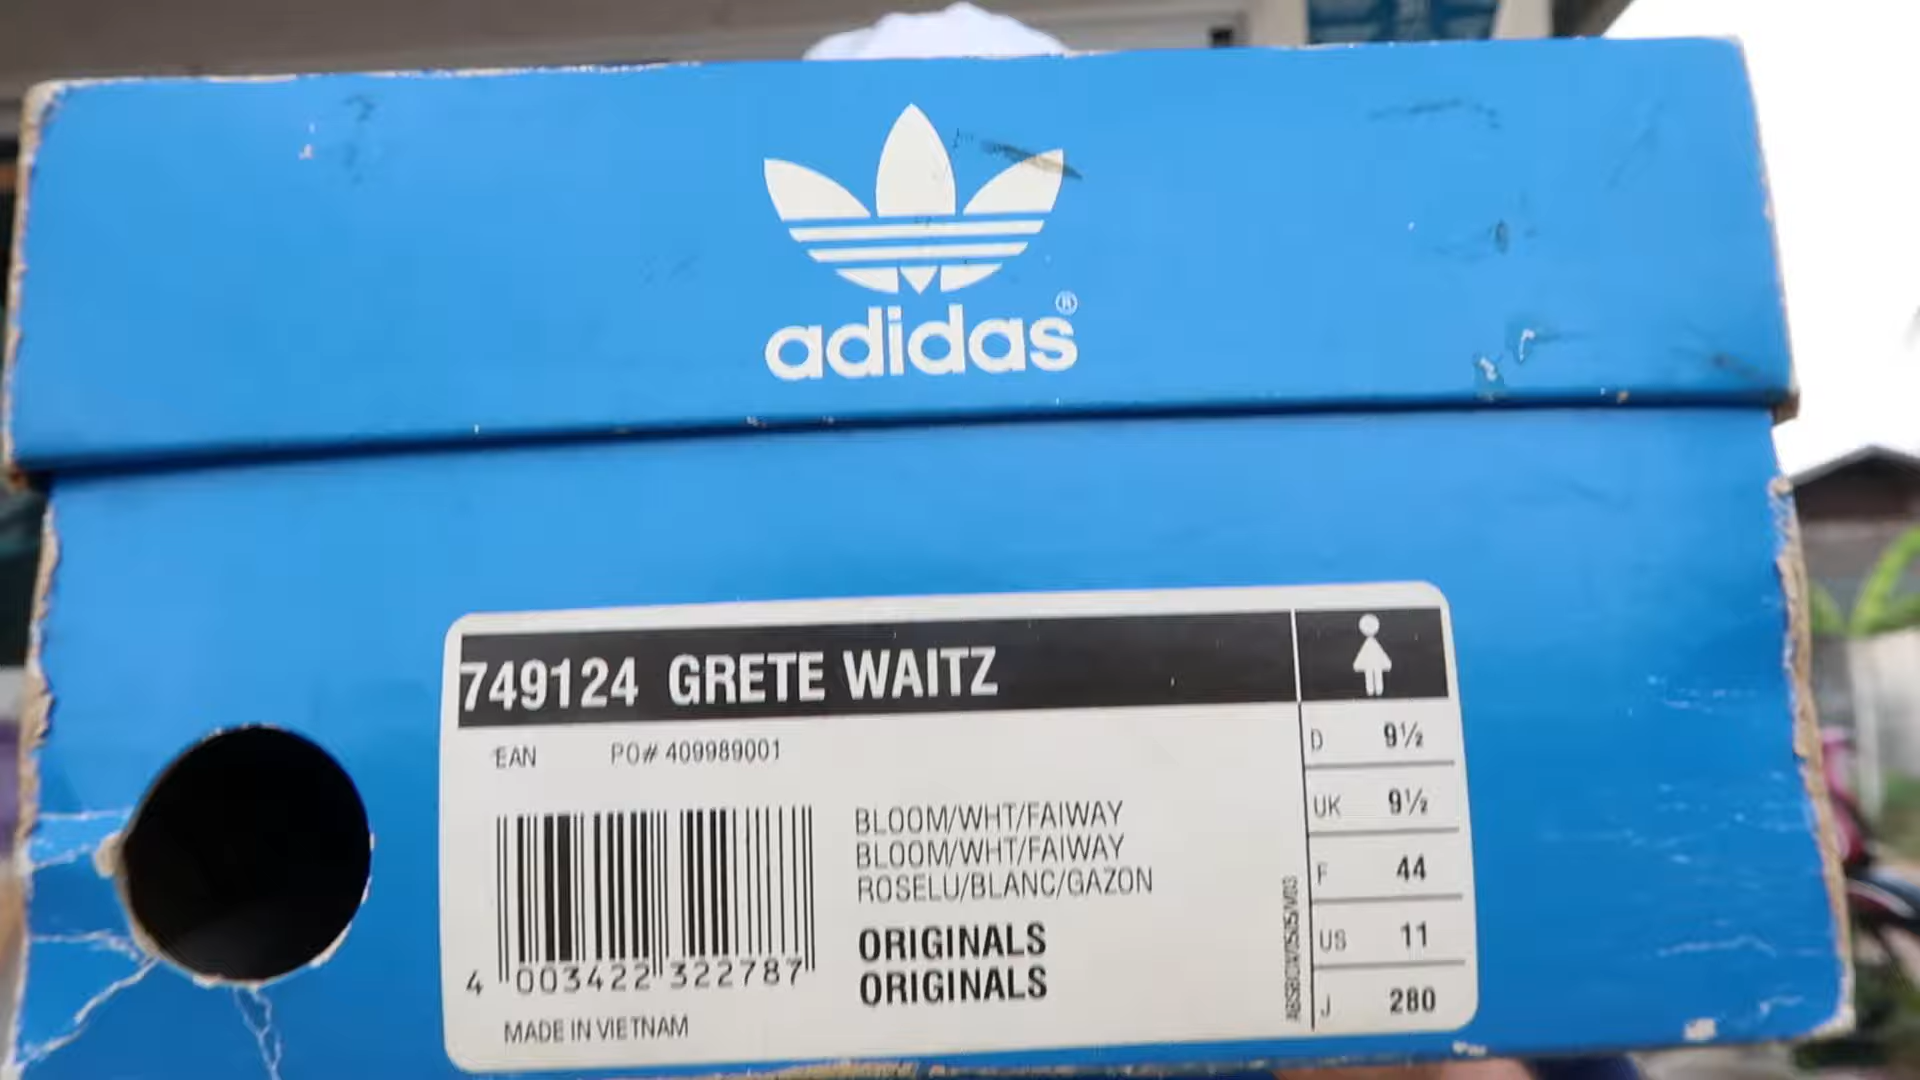 adidas®
749124 GRETE WAITZ
EAN PO# 409989001
BLOOM/WHT/FAIWAY
BLOOM/WHT/FAIWAY
ROSELU/BLANC/GAZON
ORIGINALS
ORIGINALS
4 003422 322787
MADE IN VIETNAM
D 9½
UK 9½
F 44
US 11
J 280